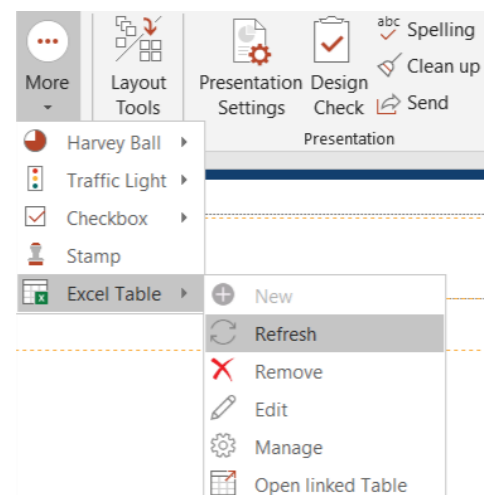 abc Spelling
Clean up
Send
More
Layout
Tools
Presentation
Settings
Design
Check
Presentation
Harvey Ball
Traffic Light
Checkbox
Stamp
Excel Table
New
Refresh
Remove
Edit
Manage
Open linked Table